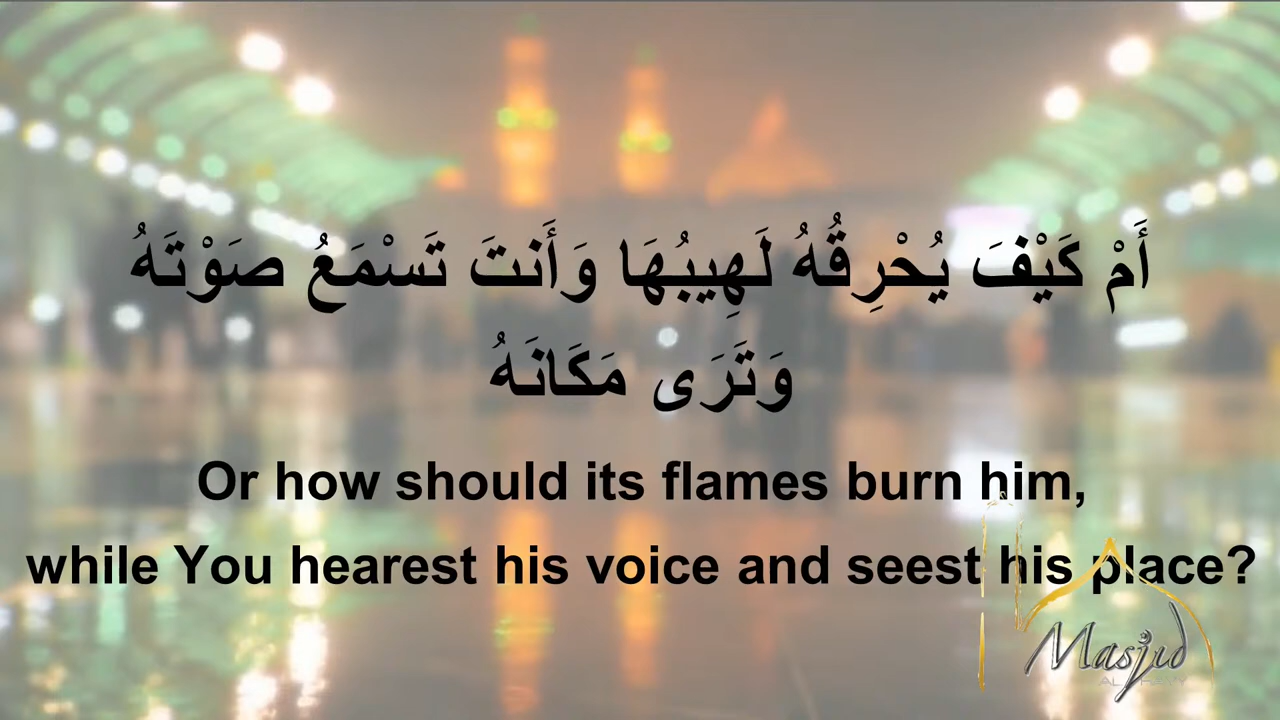 أَمْ كَيْفَ يُحْرِقُهُ لَهِيبُهَا وَأَنتَ تَسْمَعُ صَوْتَهُ
وَتَرَى مَكَانَهُ
Or how should its flames burn him,
while You hearest his voice and seest his place?
Masjid